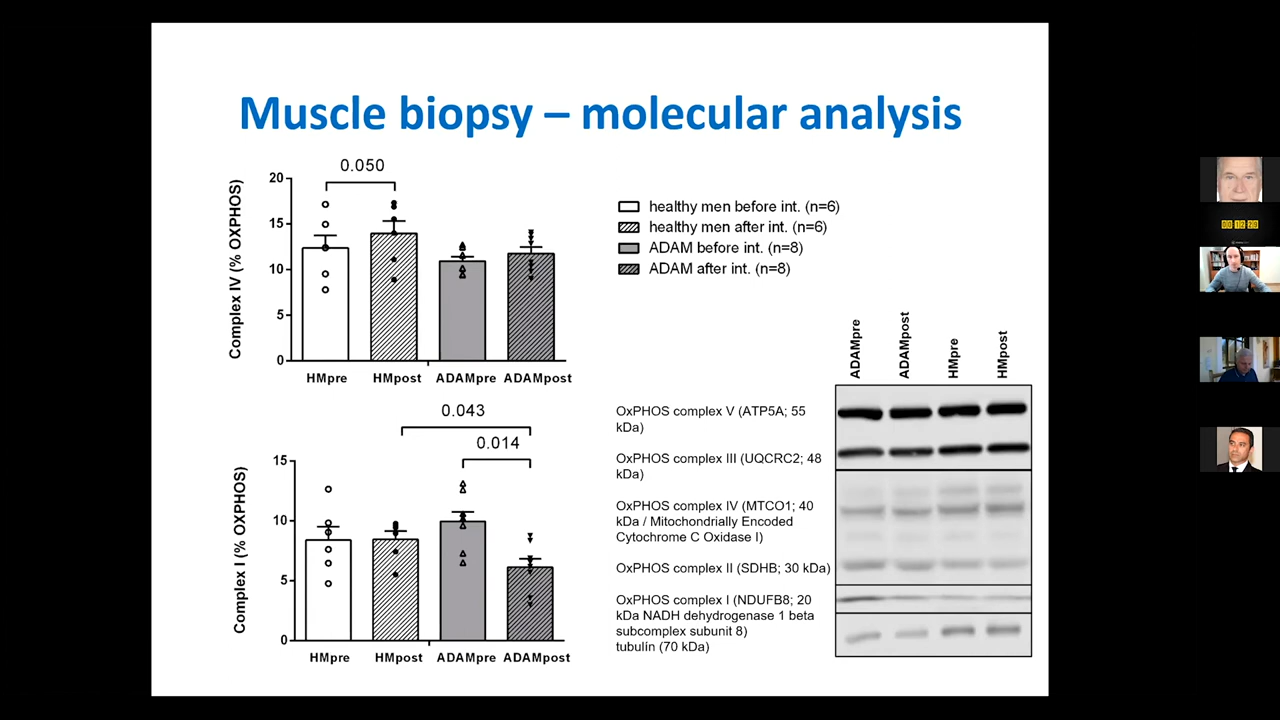 Muscle biopsy – molecular analysis
0.050
Complex IV (% OXPHOS)
20
15
10
5
0
HMpre HMpost ADAMpre ADAMpost
healthy men before int. (n=6)
healthy men after int. (n=6)
ADAM before int. (n=8)
ADAM after int. (n=8)
0.043
0.014
Complex I (% OXPHOS)
15
10
5
0
HMpre HMpost ADAMpre ADAMpost
ADAMpre
ADAMpost
HMpre
HMpost
OxPHOS complex V (ATP5A; 55
kDa)
OxPHOS complex III (UQCRC2; 48
kDa)
OxPHOS complex IV (MTCO1; 40
kDa / Mitochondrially Encoded
Cytochrome C Oxidase I)
OxPHOS complex II (SDHB; 30 kDa)
OxPHOS complex I (NDUFB8; 20
kDa NADH dehydrogenase 1 beta
subcomplex subunit 8)
tubulín (70 kDa)